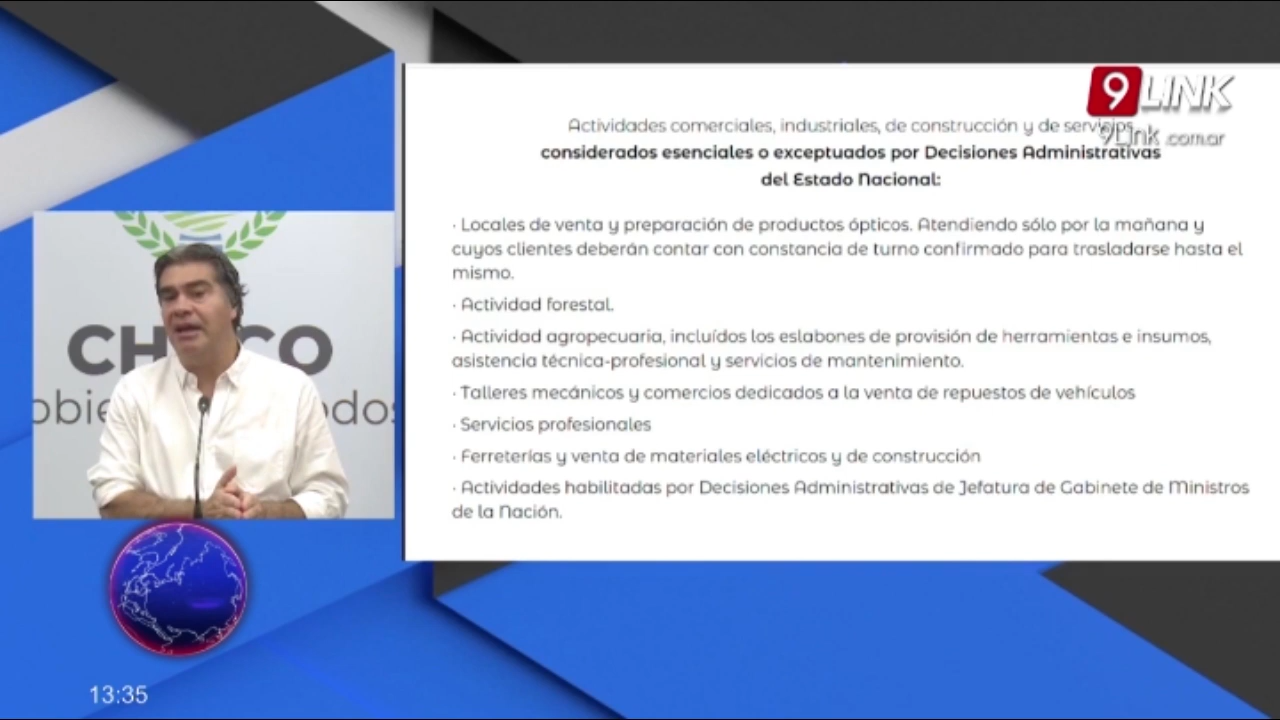 9LINK
9Link.com.ar
Actividades comerciales, industriales, de construcción y de servicios
considerados esenciales o exceptuados por Decisiones Administrativas
del Estado Nacional:
· Locales de venta y preparación de productos ópticos. Atendiendo sólo por la mañana y
cuyos clientes deberán contar con constancia de turno confirmado para trasladarse hasta el
mismo.
· Actividad forestal.
· Actividad agropecuaria, incluídos los eslabones de provisión de herramientas e insumos,
asistencia técnica-profesional y servicios de mantenimiento.
· Talleres mecánicos y comercios dedicados a la venta de repuestos de vehículos
· Servicios profesionales
· Ferreterías y venta de materiales eléctricos y de construcción
· Actividades habilitadas por Decisiones Administrativas de Jefatura de Gabinete de Ministros
de la Nación.
CH CO
obie odos
13:35